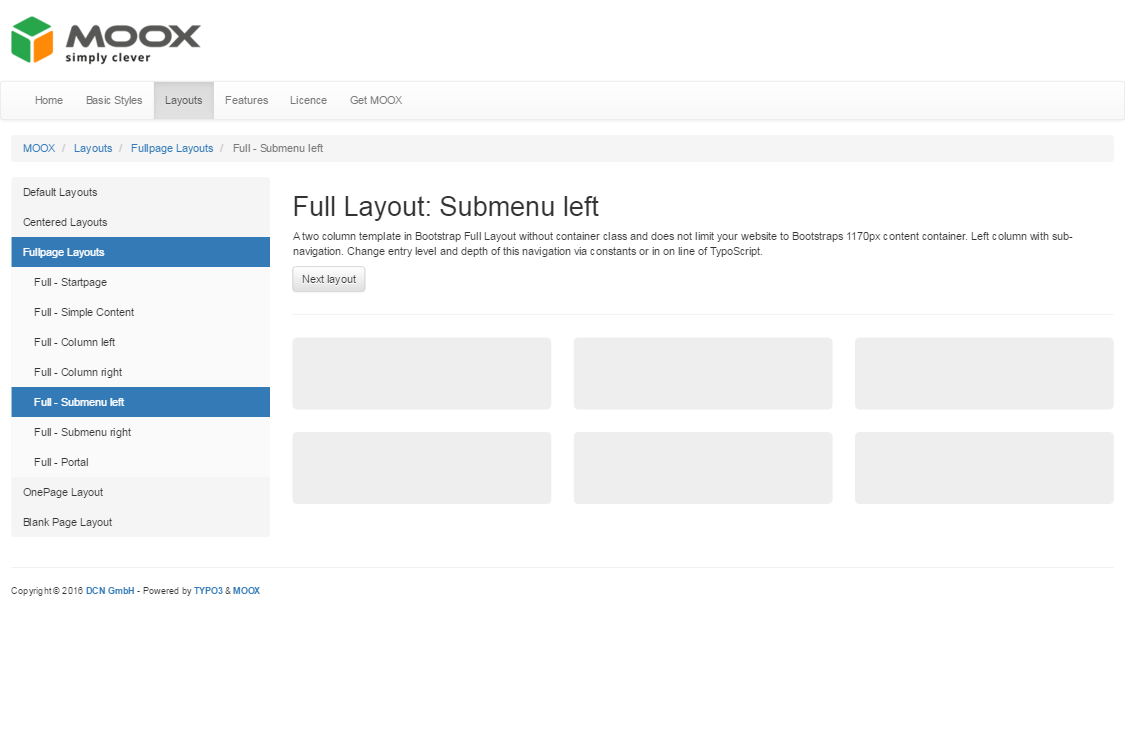 MOOX
simply clever
Home Basic Styles Layouts Features Licence Get MOOX
MOOX / Layouts / Fullpage Layouts / Full - Submenu left
Default Layouts
Centered Layouts
Fullpage Layouts
Full - Startpage
Full - Simple Content
Full - Column left
Full - Column right
Full - Submenu left
Full - Submenu right
Full - Portal
OnePage Layout
Blank Page Layout
Full Layout: Submenu left
A two column template in Bootstrap Full Layout without container class and does not limit your website to Bootstraps 1170px content container. Left column with sub-
navigation. Change entry level and depth of this navigation via constants or in on line of TypoScript.
Next layout
Copyright © 2016 DCN GmbH - Powered by TYPO3 & MOOX